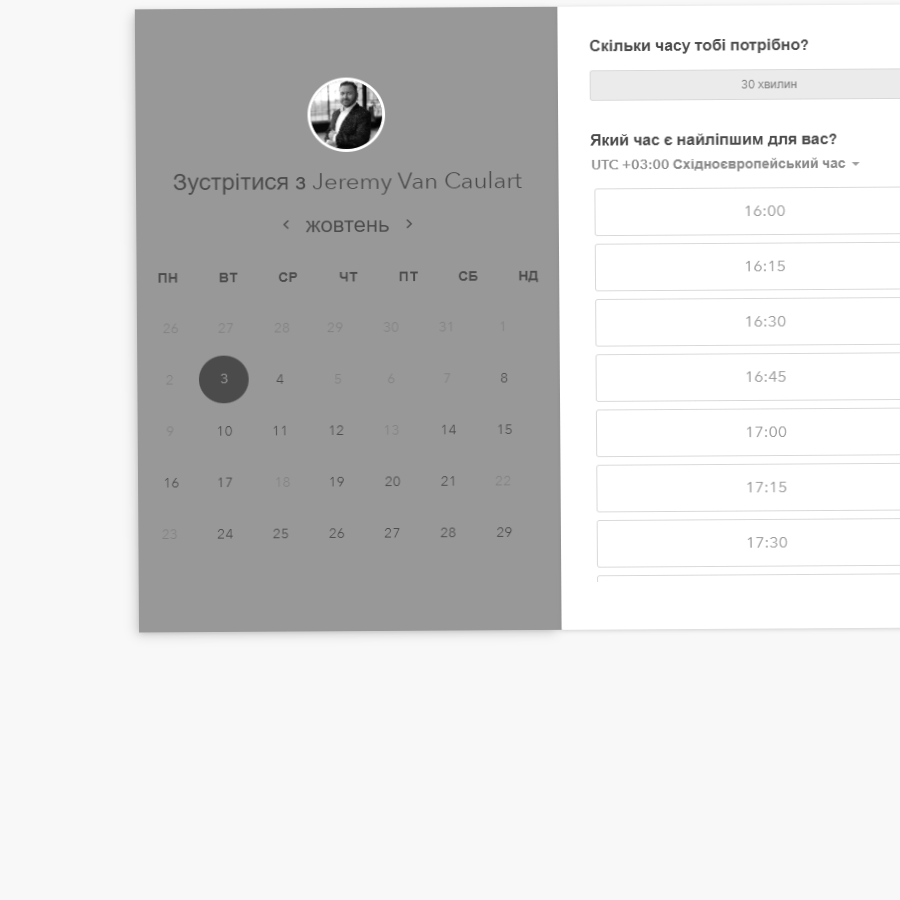 Зустрітися з Jeremy Van Caulart
жовтень
ПН ВТ СР ЧТ ПТ СБ НД
26 27 28 29 30 31 1
2 3 4 5 6 7 8
9 10 11 12 13 14 15
16 17 18 19 20 21 22
23 24 25 26 27 28 29
Скільки часу тобі потрібно?
30 хвилин
Який час є найліпшим для вас?
UTC +03:00 Східноєвропейський час
16:00
16:15
16:30
16:45
17:00
17:15
17:30